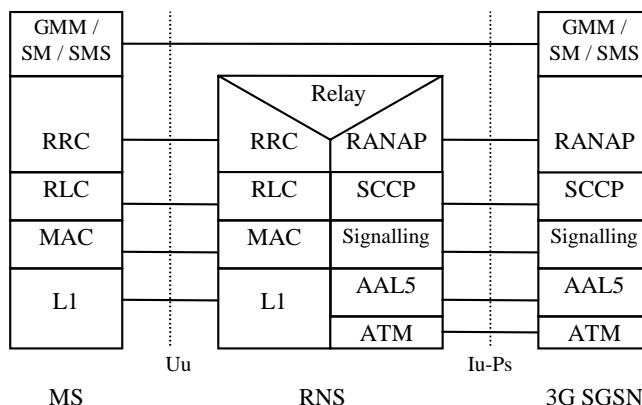 GMM /
SM / SMS
GMM /
SM / SMS
Relay
RRC
RRC
RANAP
RANAP
RLC
RLC
SCCP
SCCP
MAC
MAC
Signalling
Signalling
L1
L1
AAL5
AAL5
ATM
ATM
Uu
Iu-Ps
MS
RNS
3G SGSN